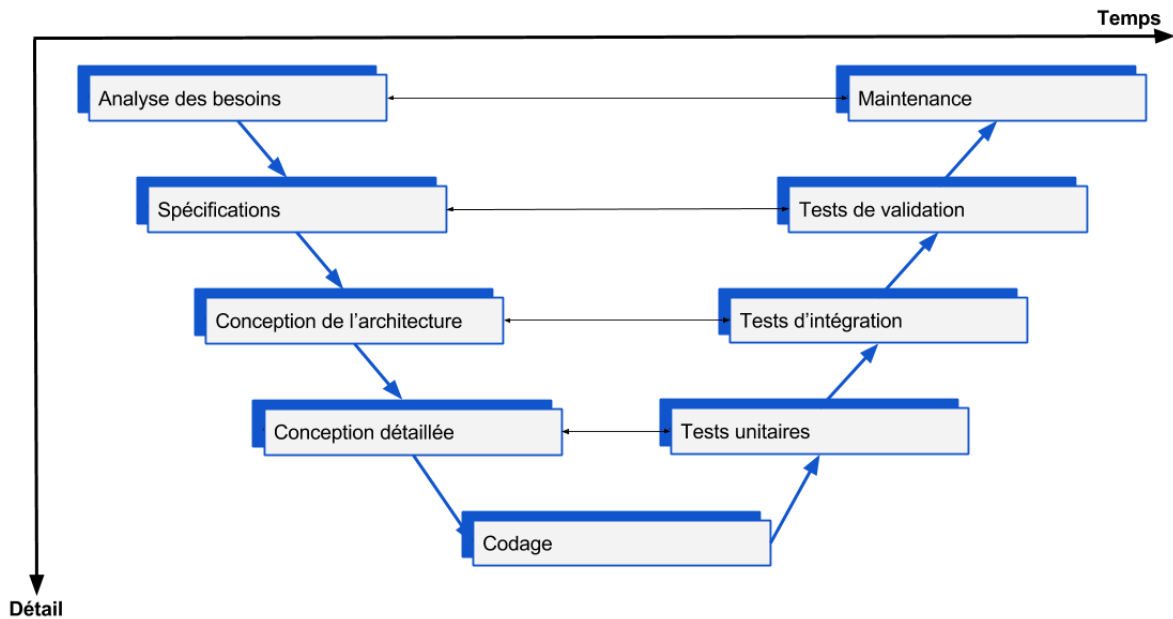 Temps
Analyse des besoins
Maintenance
Spécifications
Tests de validation
Conception de l’architecture
Tests d’intégration
Conception détaillée
Tests unitaires
Codage
Détail